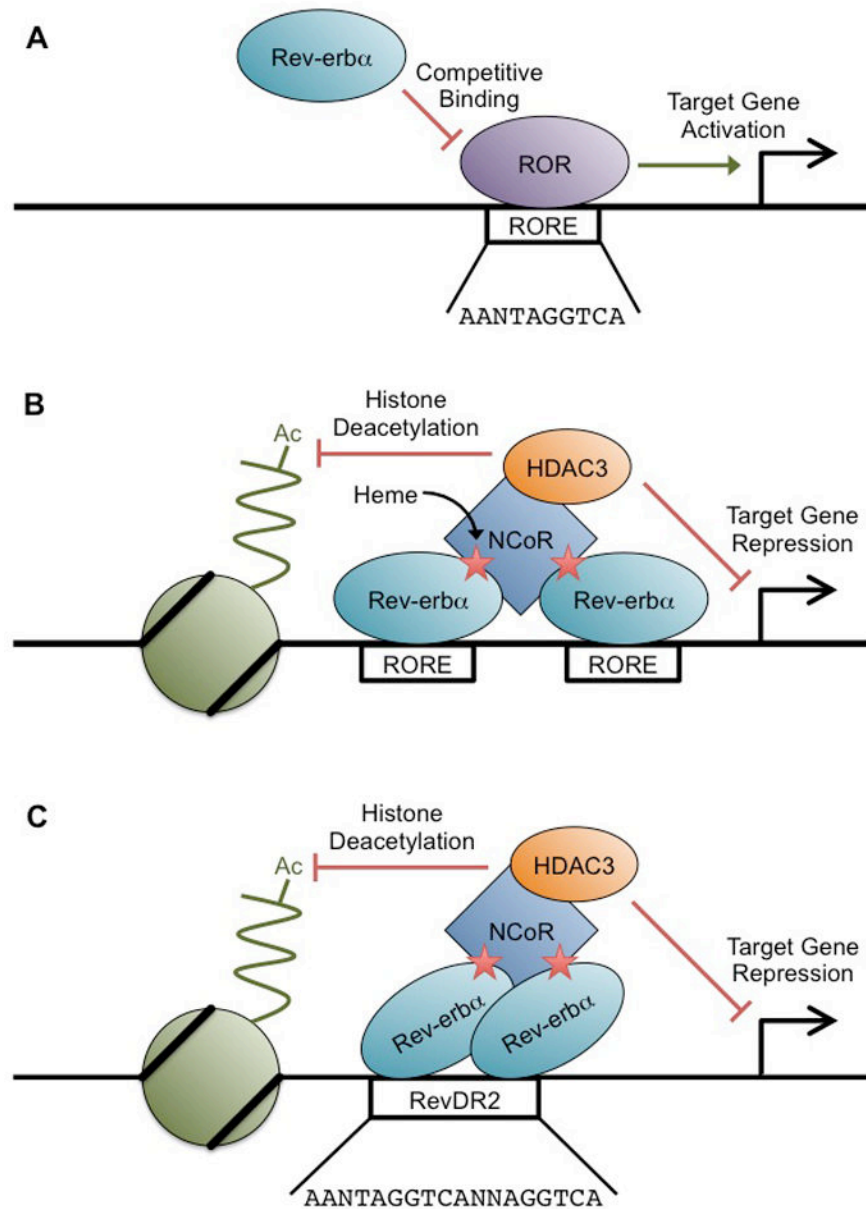 A
Rev-erbα
Competitive
Binding
Target Gene
Activation
ROR
RORE
AANTAGGTCA
B
Histone
Deacetylation
Ac
HDAC3
Heme
NCoR
Target Gene
Repression
Rev-erbα
Rev-erbα
RORE
RORE
C
Histone
Deacetylation
Ac
HDAC3
NCoR
Target Gene
Repression
Rev-erbα
Rev-erbα
RevDR2
AANTAGGTCANNAGGTCA